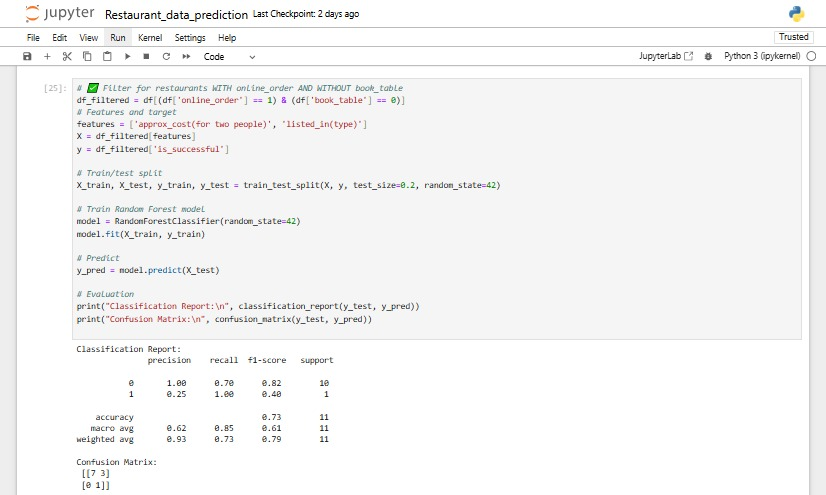 jupyter Restaurant_data_prediction Last Checkpoint: 2 days ago
File Edit View Run Kernel Settings Help Trusted
Code JupyterLab Python 3 (ipykernel)
[25]: # ✅ Filter for restaurants WITH online_order AND WITHOUT book_table
df_filtered = df[(df['online_order'] == 1) & (df['book_table'] == 0)]
# Features and target
features = ['approx_cost(for two people)', 'listed_in(type)']
X = df_filtered[features]
y = df_filtered['is_successful']
# Train/test split
X_train, X_test, y_train, y_test = train_test_split(X, y, test_size=0.2, random_state=42)
# Train Random Forest model
model = RandomForestClassifier(random_state=42)
model.fit(X_train, y_train)
# Predict
y_pred = model.predict(X_test)
# Evaluation
print("Classification Report:\n", classification_report(y_test, y_pred))
print("Confusion Matrix:\n", confusion_matrix(y_test, y_pred))
Classification Report:
precision recall f1-score support
0 1.00 0.70 0.82 10
1 0.25 1.00 0.40 1
accuracy 0.73 11
macro avg 0.62 0.85 0.61 11
weighted avg 0.93 0.73 0.79 11
Confusion Matrix:
[[7 3]
[0 1]]